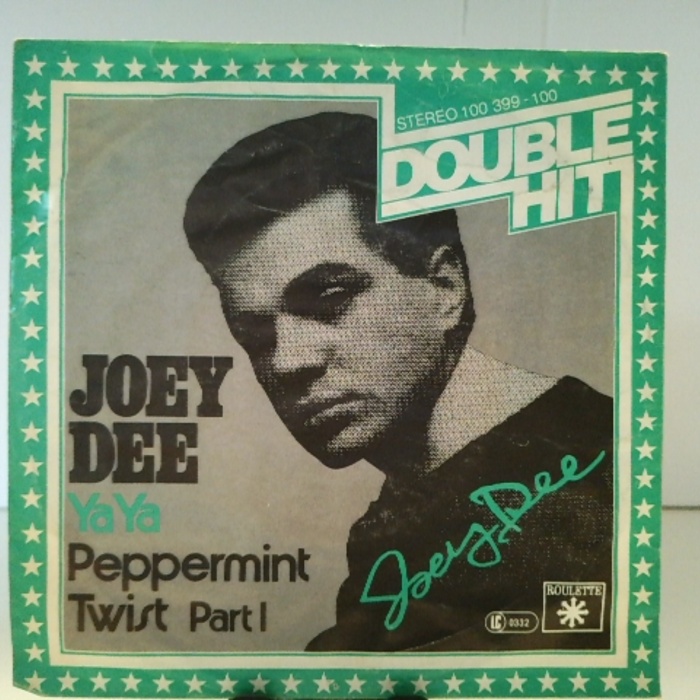 STEREO 100 399-100
DOUBLE
HIT
JOEY
DEE
Ya Ya
Peppermint
Twist Part I
Joey Dee
LC 0332
ROULETTE